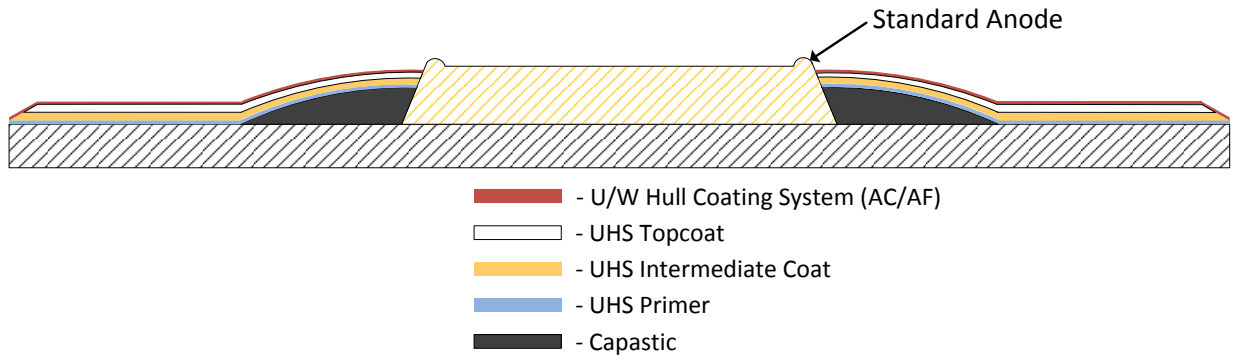 Standard Anode
- U/W Hull Coating System (AC/AF)
- UHS Topcoat
- UHS Intermediate Coat
- UHS Primer
- Capastic